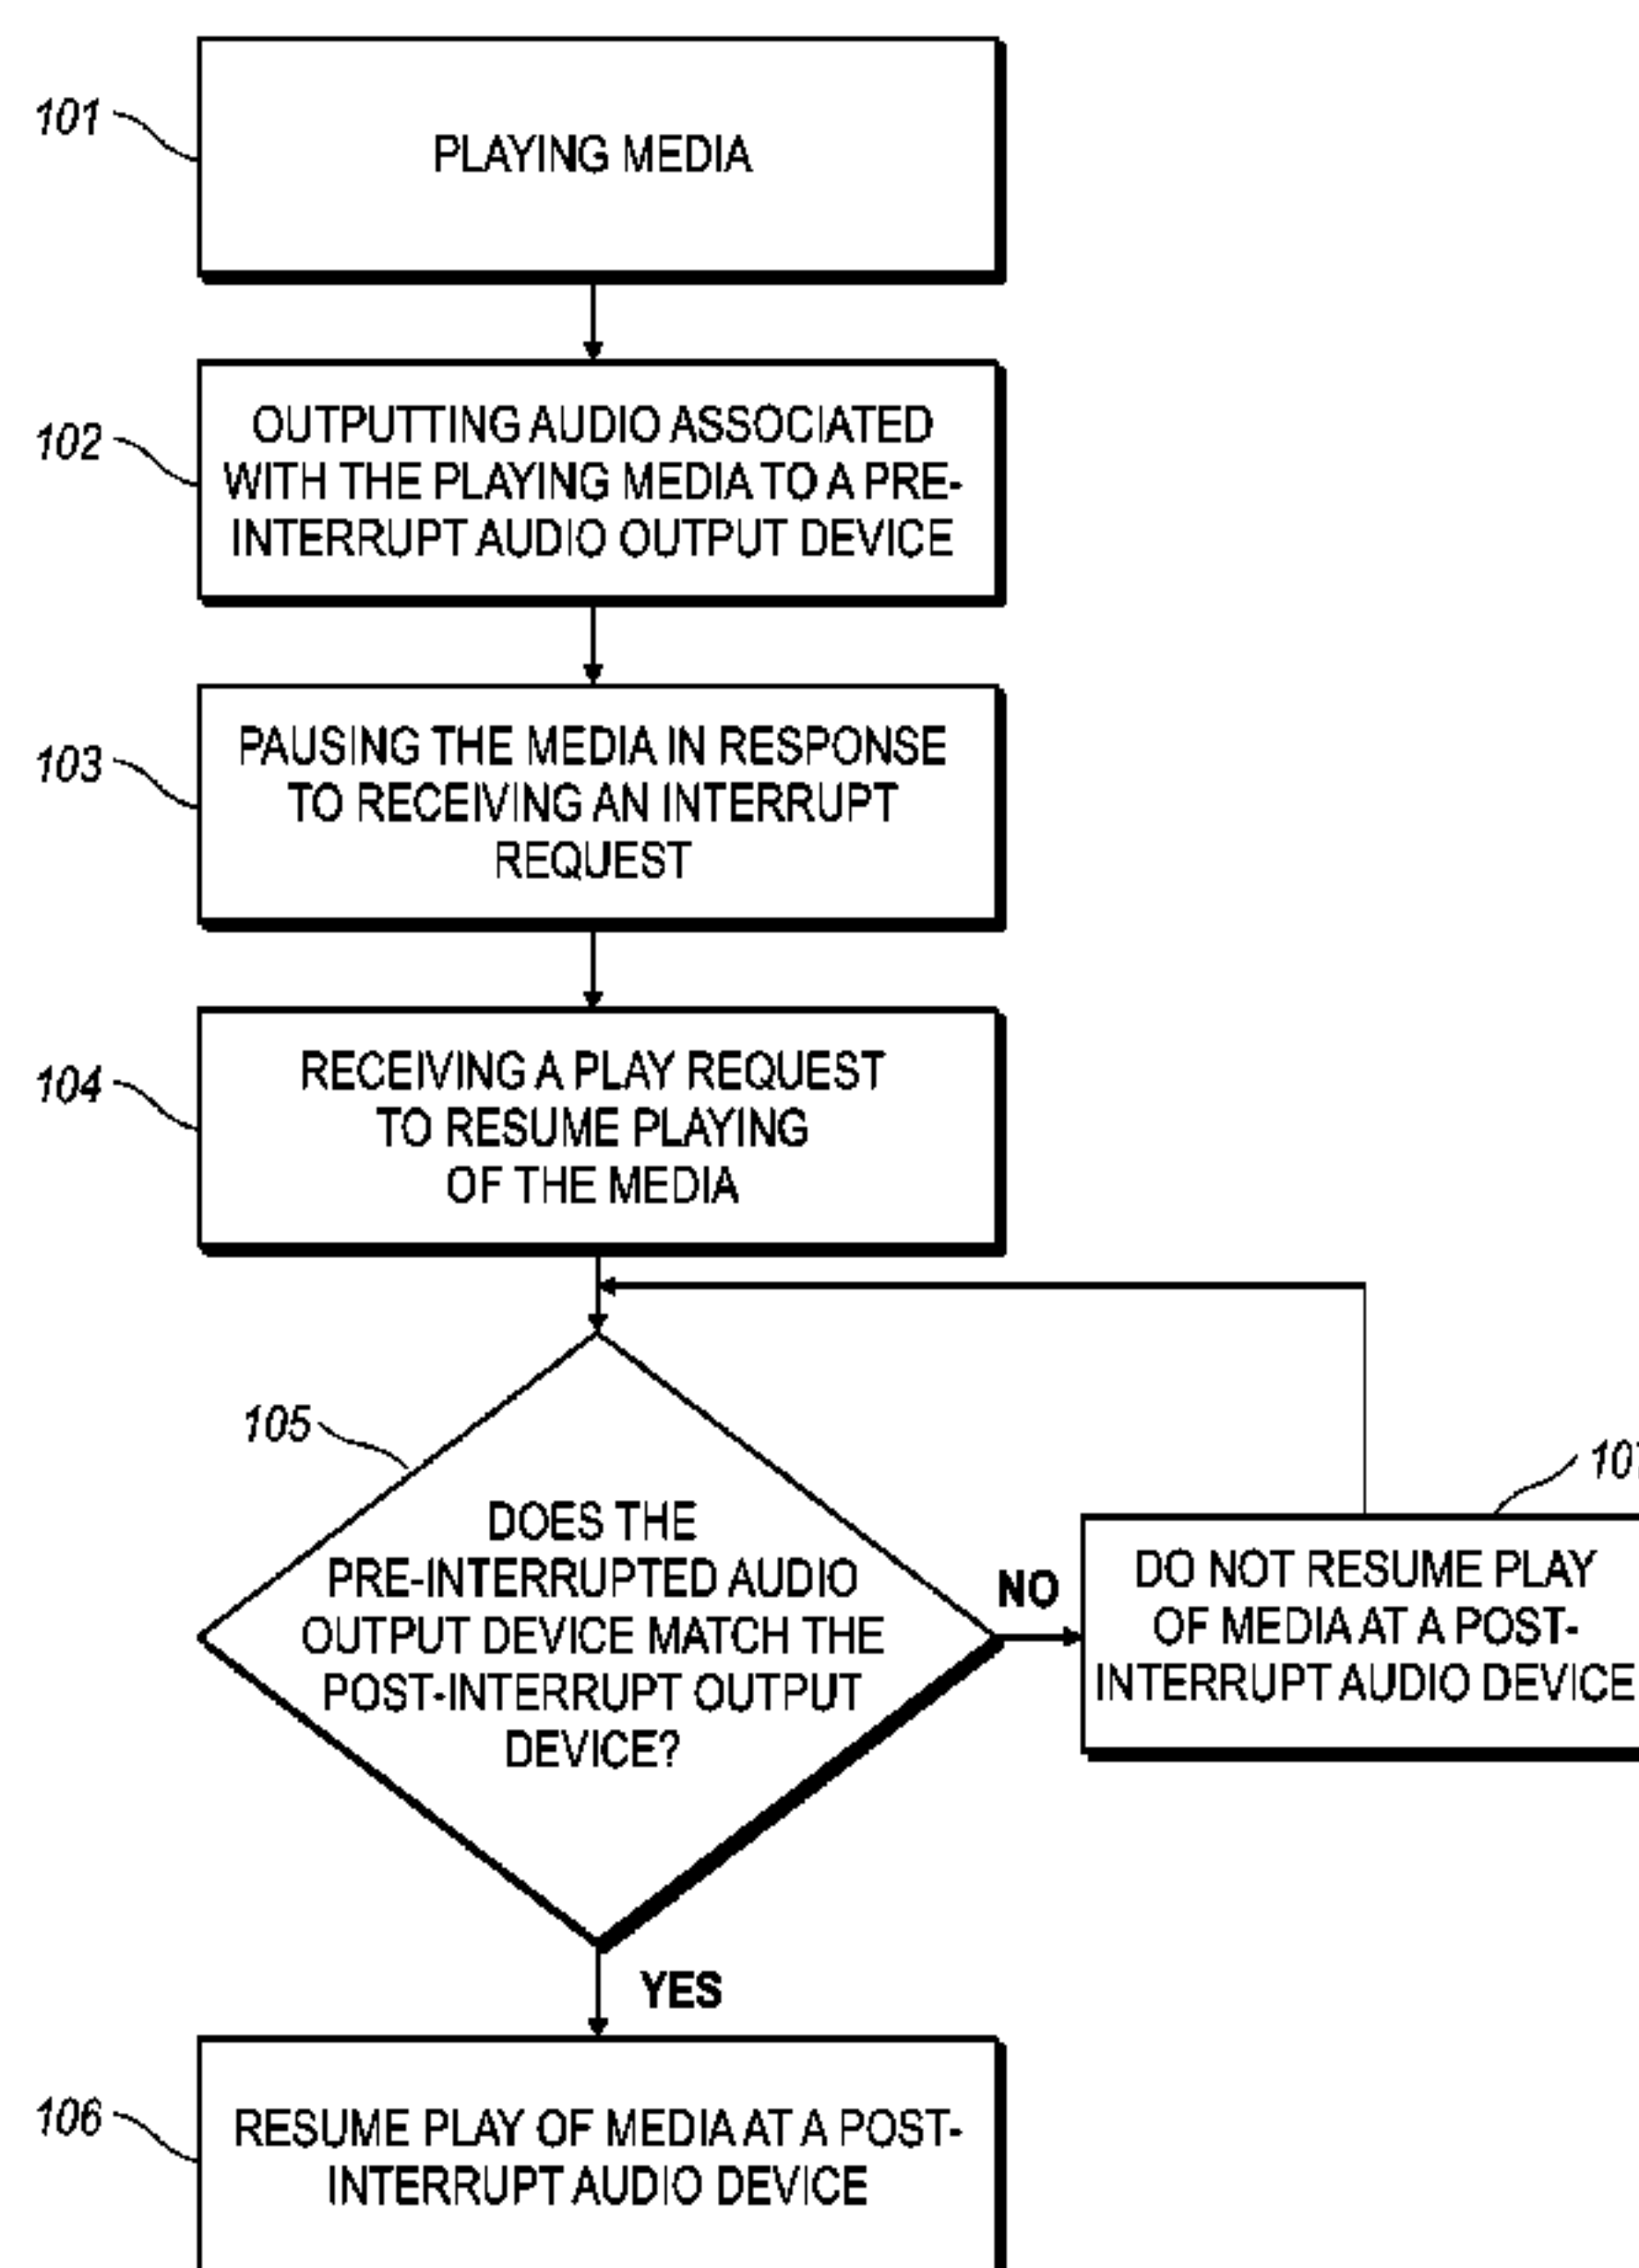 101
PLAYING MEDIA
102
OUTPUTTING AUDIO ASSOCIATED
WITH THE PLAYING MEDIA TO A PRE-
INTERRUPT AUDIO OUTPUT DEVICE
103
PAUSING THE MEDIA IN RESPONSE
TO RECEIVING AN INTERRUPT
REQUEST
104
RECEIVING A PLAY REQUEST
TO RESUME PLAYING
OF THE MEDIA
105
DOES THE
PRE-INTERRUPTED AUDIO
OUTPUT DEVICE MATCH THE
POST-INTERRUPT OUTPUT
DEVICE?
NO
DO NOT RESUME PLAY
OF MEDIA AT A POST-
INTERRUPT AUDIO DEVICE
YES
106
RESUME PLAY OF MEDIA AT A POST-
INTERRUPT AUDIO DEVICE